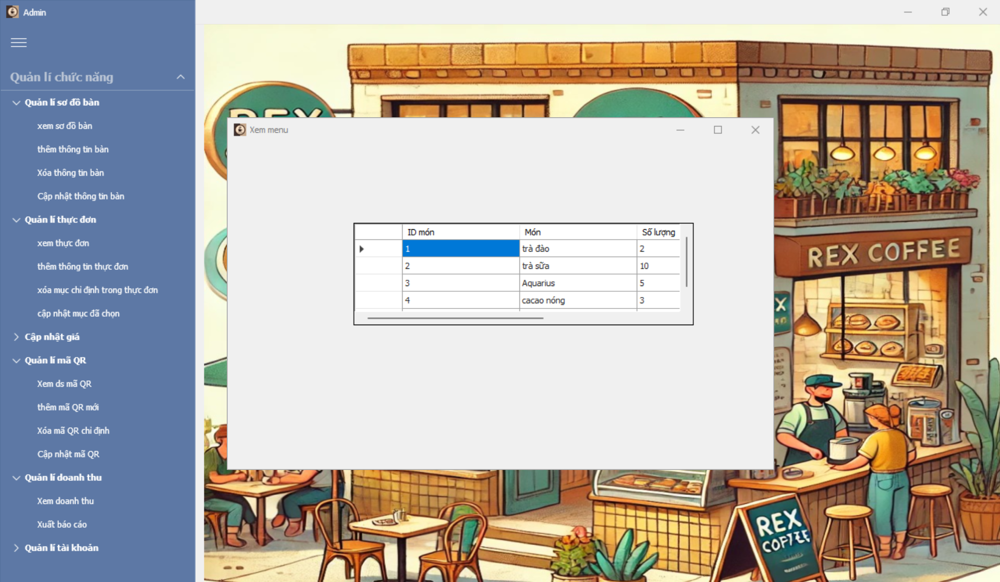 Admin
Quản lí chức năng
Quản lí sơ đồ bàn
xem sơ đồ bàn
thêm thông tin bàn
Xóa thông tin bàn
Cập nhật thông tin bàn
Quản lí thực đơn
xem thực đơn
thêm thông tin thực đơn
xóa mục chỉ định trong thực đơn
cập nhật mục đã chọn
Cập nhật giá
Quản lí mã QR
Xem ds mã QR
thêm mã QR mới
Xóa mã QR chỉ định
Cập nhật mã QR
Quản lí doanh thu
Xem doanh thu
Xuất báo cáo
Quản lí tài khoản
REX
Xem menu
ID món Món Số lượng
1 trà đào 2
2 trà sữa 10
3 Aquarius 5
4 cacao nóng 3
REX COFFEE
REX